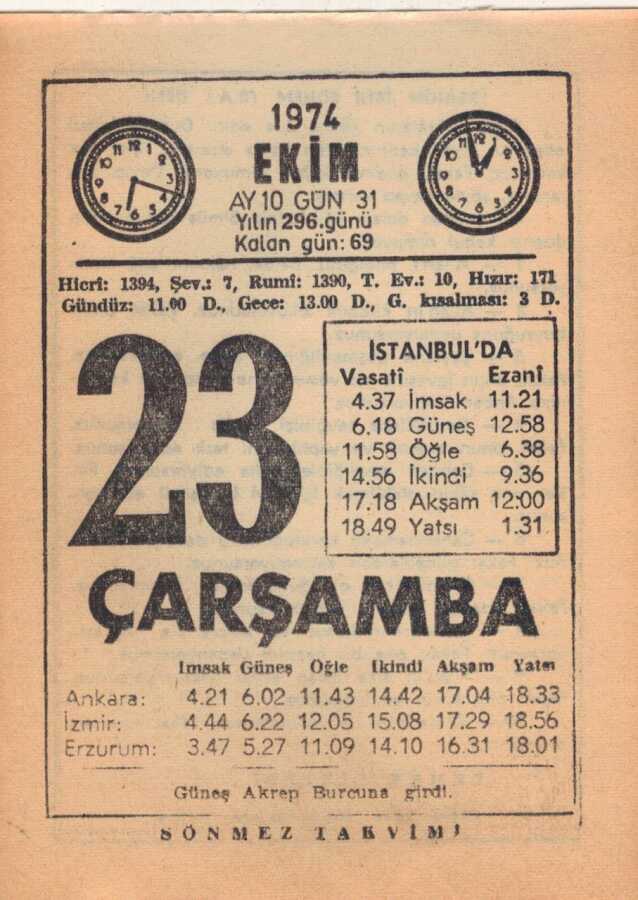 1974
EKİM
AY 10 GÜN 31
Yılın 296.günü
Kalan gün: 69
Hicrî: 1394, Şev.: 7, Rumî: 1390, T. Ev.: 10, Hızır: 171
Gündüz: 11.00 D., Gece: 13.00 D., G. kısalması: 3 D.
23
İSTANBUL'DA
Vasatî Ezanî
4.37 İmsak 11.21
6.18 Güneş 12.58
11.58 Öğle 6.38
14.56 İkindi 9.36
17.18 Akşam 12:00
18.49 Yatsı 1.31
ÇARŞAMBA
İmsak Güneş Öğle İkindi Akşam Yatsı
Ankara: 4.21 6.02 11.43 14.42 17.04 18.33
İzmir: 4.44 6.22 12.05 15.08 17.29 18.56
Erzurum: 3.47 5.27 11.09 14.10 16.31 18.01
Güneş Akrep Burcuna girdi.
SÖNMEZ TAKVİMİ